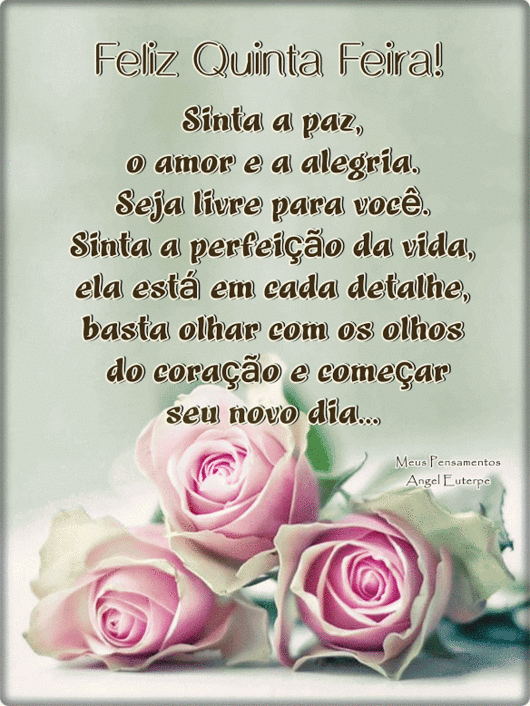 Feliz Quinta Feira!
Sinta a paz,
o amor e a alegria.
Seja livre para você.
Sinta a perfeição da vida,
ela está em cada detalhe,
basta olhar com os olhos
do coração e começar
seu novo dia...
Meus Pensamentos
Angel Euterpe